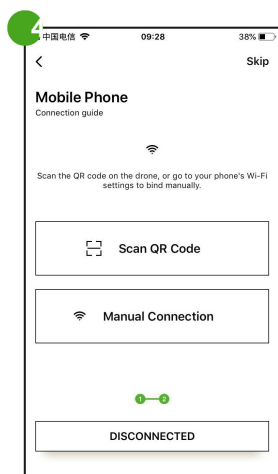 4
中国电信 09:28 38%
Skip
Mobile Phone
Connection guide
Scan the QR code on the drone, or go to your phone's Wi-Fi
settings to bind manually.
Scan QR Code
Manual Connection
1 2
DISCONNECTED